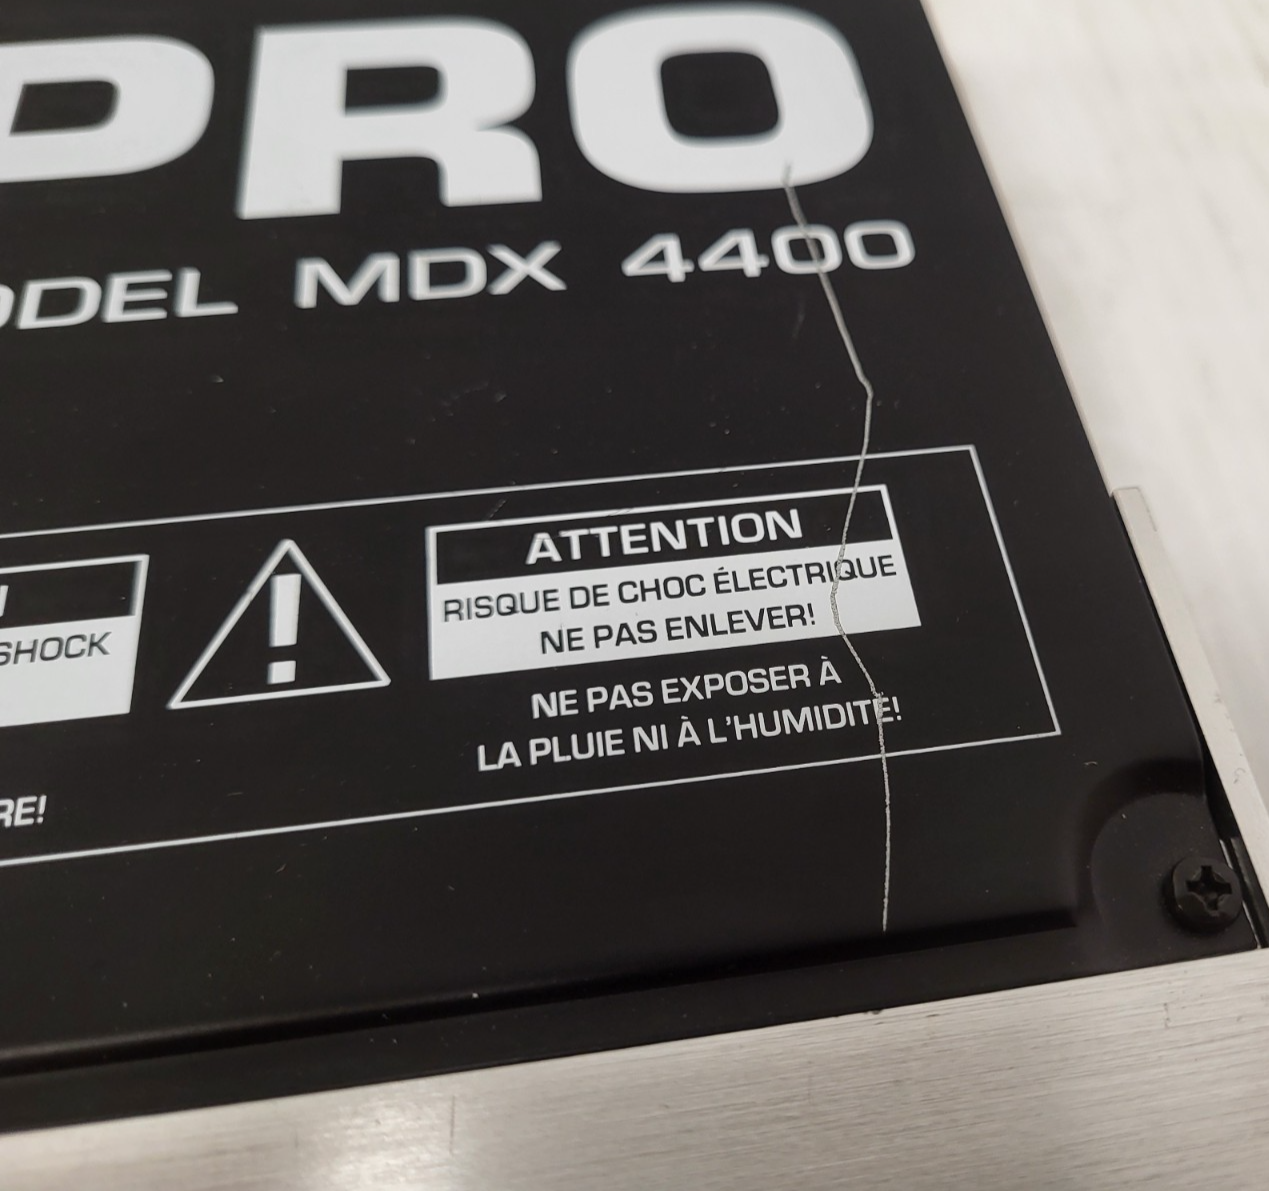 PRO
MODEL MDX 4400
SHOCK
RE!
!
ATTENTION
RISQUE DE CHOC ÉLECTRIQUE
NE PAS ENLEVER!
NE PAS EXPOSER À
LA PLUIE NI À L'HUMIDITÉ!